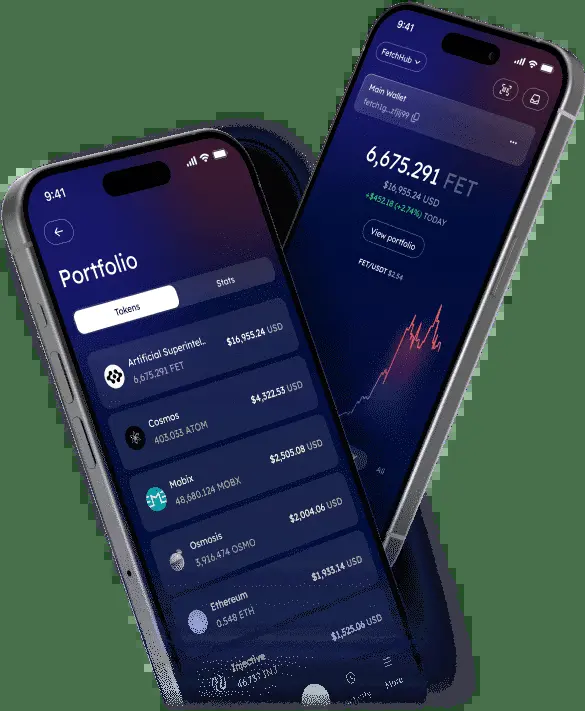 9:41
Portfolio
Tokens
Stats
Artificial Superintel..
$16,955.24 USD
6,675.291 FET
Cosmos
$4,322.53 USD
403.033 ATOM
Mobix
$2,505.08 USD
48,680.124 MOBX
Osmosis
$2,004.06 USD
3,916.474 OSMO
Ethereum
$1,933.14 USD
0.548 ETH
Injective
$1,525.06 USD
INJ
More
9:41
FetchHub
Main Wallet
fetch1g...zfjj99
6,675.291 FET
$16,955.24 USD
+$452.18 (+2.74%) TODAY
View portfolio
FET/USDT $2.54
All